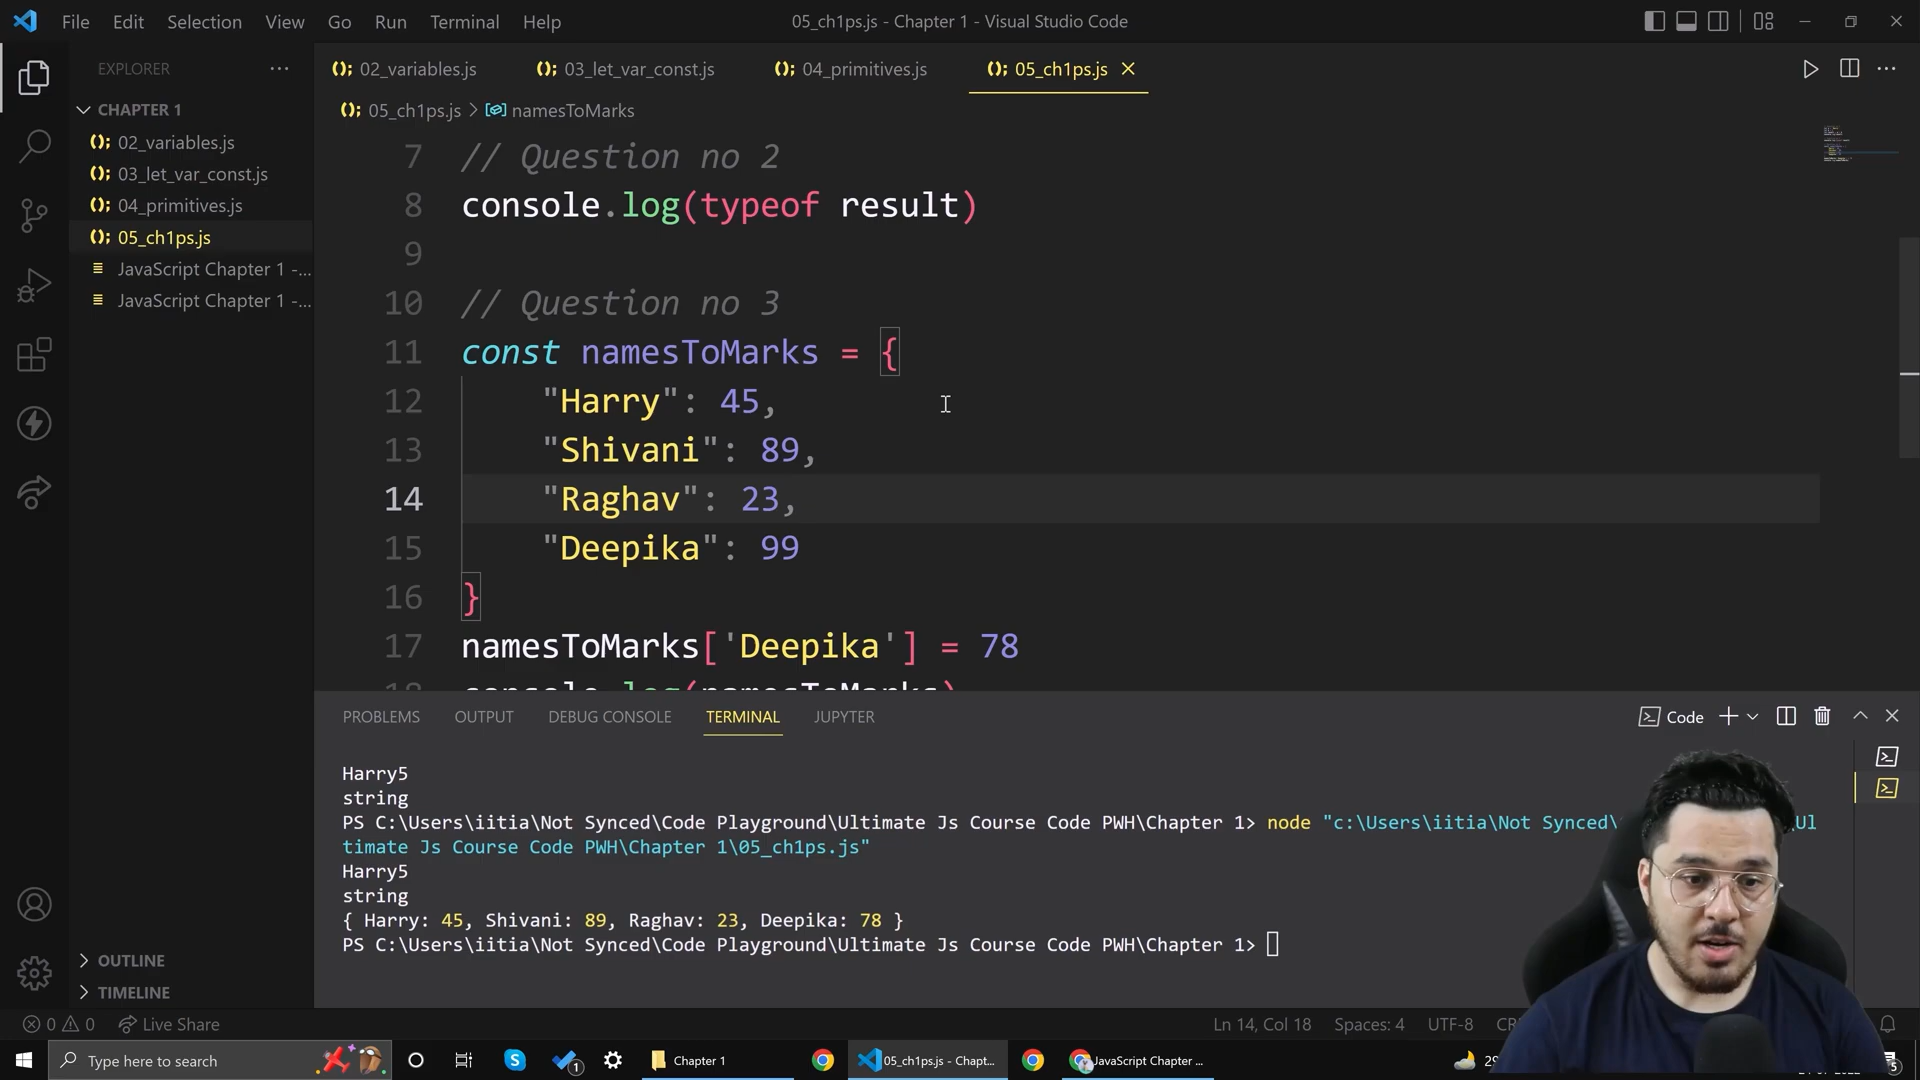 File Edit Selection View Go Run Terminal Help
05_ch1ps.js - Chapter 1 - Visual Studio Code
EXPLORER
02_variables.js 03_let_var_const.js 04_primitives.js 05_ch1ps.js
CHAPTER 1
02_variables.js
03_let_var_const.js
04_primitives.js
05_ch1ps.js
JavaScript Chapter 1 -...
JavaScript Chapter 1 -...
OUTLINE
TIMELINE
05_ch1ps.js > namesToMarks
7 // Question no 2
8 console.log(typeof result)
9
10 // Question no 3
11 const namesToMarks = {
12 "Harry": 45,
13 "Shivani": 89,
14 "Raghav": 23,
15 "Deepika": 99
16 }
17 namesToMarks['Deepika'] = 78
18 console.log(namesToMarks)
PROBLEMS OUTPUT DEBUG CONSOLE TERMINAL JUPYTER
Code
Harry5
string
PS C:\Users\iitia\Not Synced\Code Playground\Ultimate Js Course Code PWH\Chapter 1> node "c:\Users\iitia\Not Synced\ \Ul
timate Js Course Code PWH\Chapter 1\05_ch1ps.js"
Harry5
string
{ Harry: 45, Shivani: 89, Raghav: 23, Deepika: 78 }
PS C:\Users\iitia\Not Synced\Code Playground\Ultimate Js Course Code PWH\Chapter 1>
0 0 Live Share
Ln 14, Col 18 Spaces: 4 UTF-8
Type here to search
1
Chapter 1
05_ch1ps.js - Chapt...
JavaScript Chapter ...